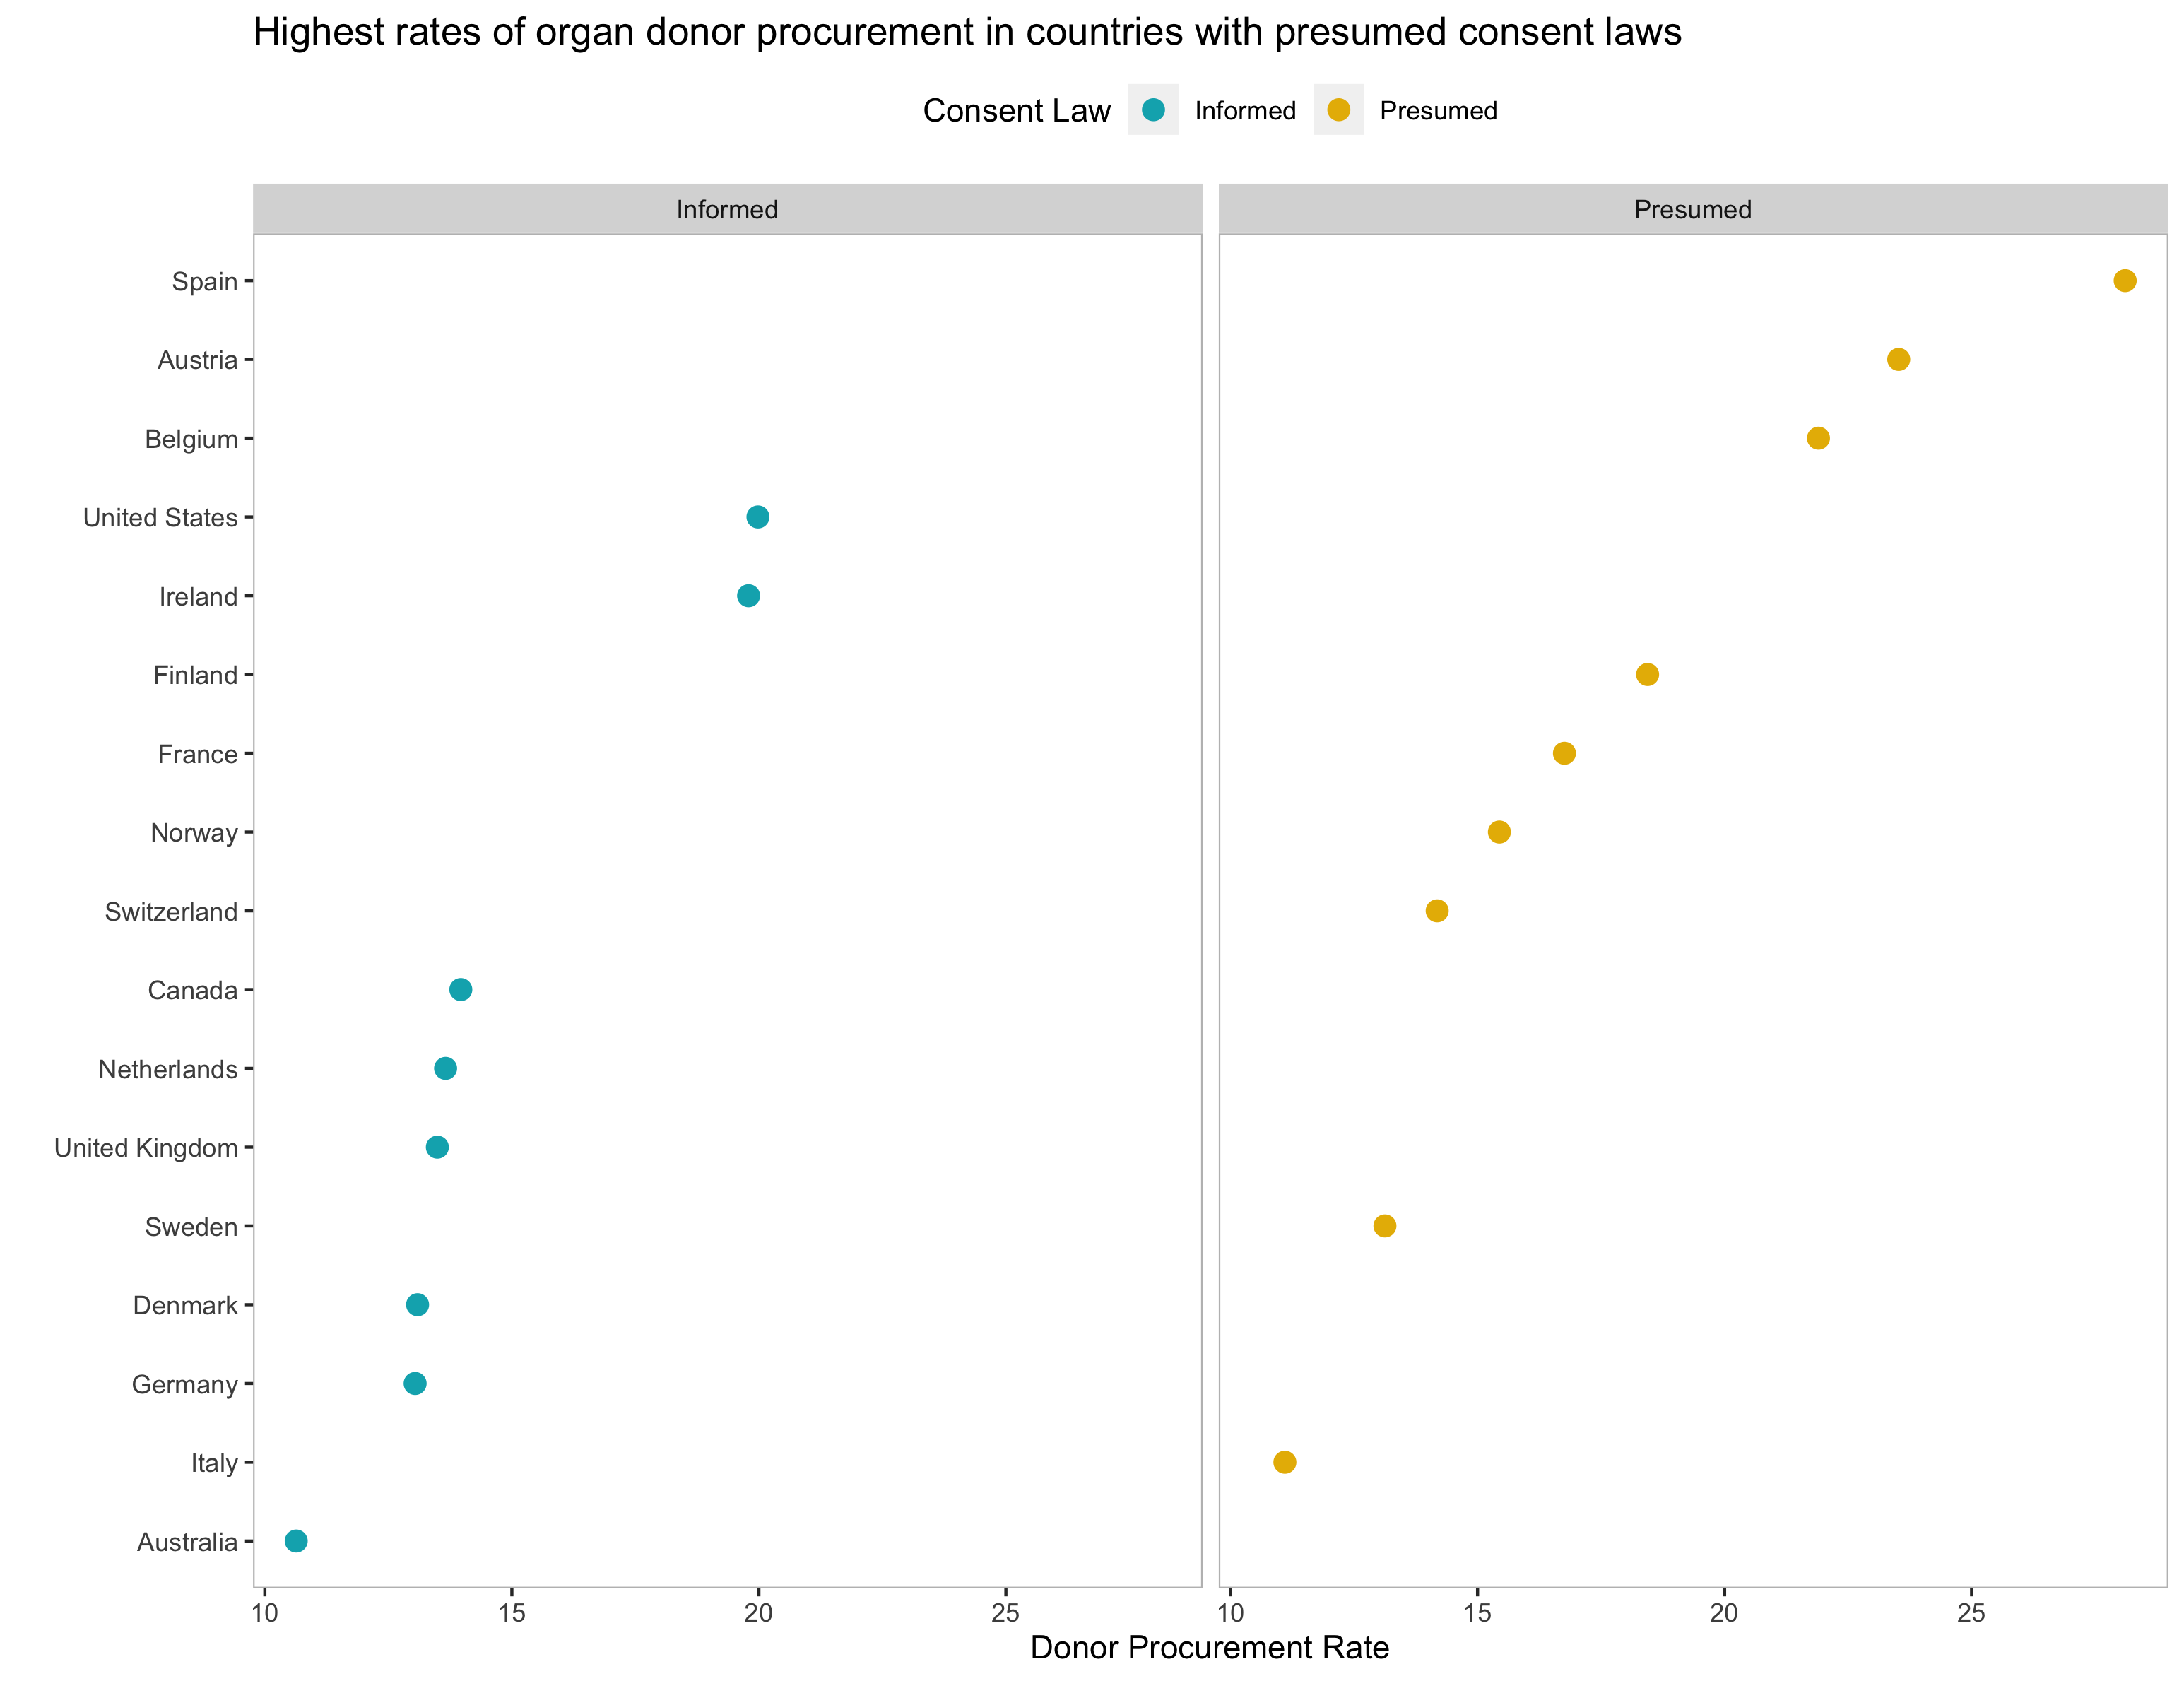 Highest rates of organ donor procurement in countries with presumed consent laws
Consent Law Informed Presumed
Informed Presumed
Spain
Austria
Belgium
United States
Ireland
Finland
France
Norway
Switzerland
Canada
Netherlands
United Kingdom
Sweden
Denmark
Germany
Italy
Australia
10 15 20 25 10 15 20 25
Donor Procurement Rate